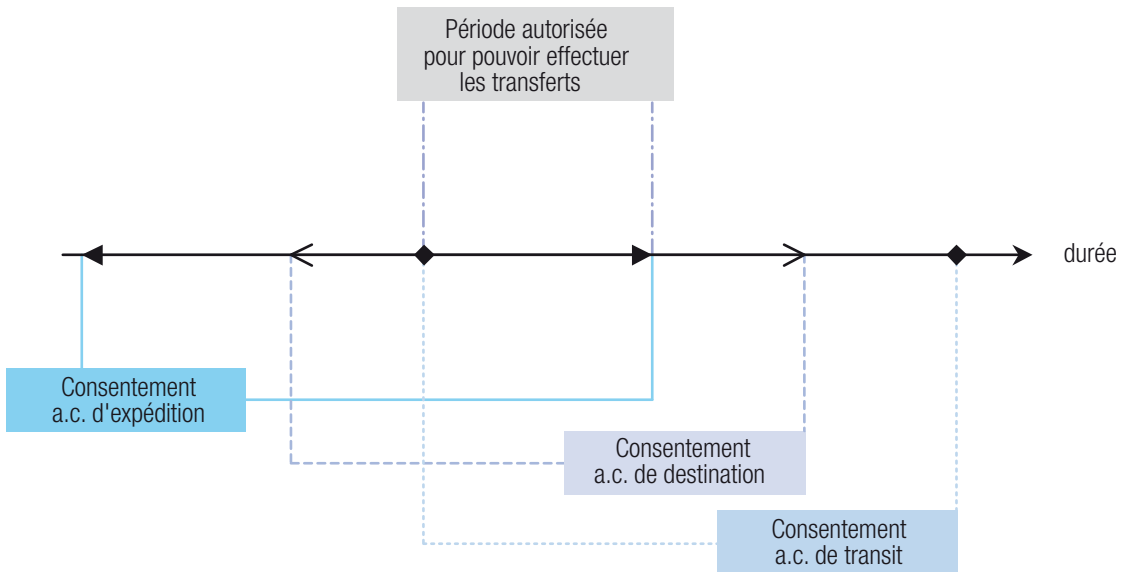 Période autorisée
pour pouvoir effectuer
les transferts
durée
Consentement
a.c. d'expédition
Consentement
a.c. de destination
Consentement
a.c. de transit